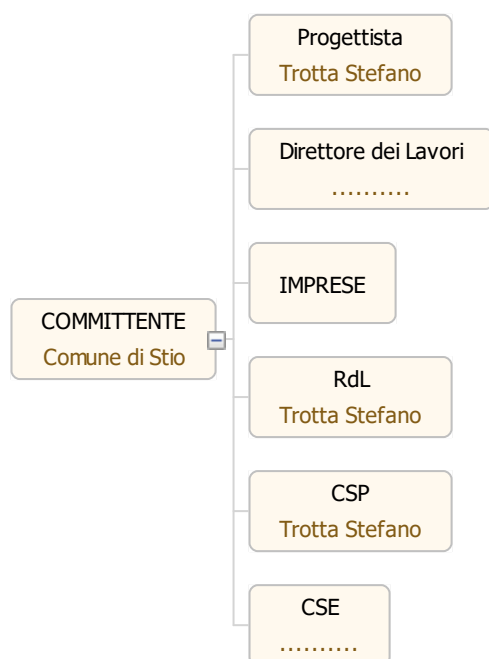 Progettista
Trotta Stefano
Direttore dei Lavori
..........
IMPRESE
COMMITTENTE
Comune di Stio
RdL
Trotta Stefano
CSP
Trotta Stefano
CSE
..........